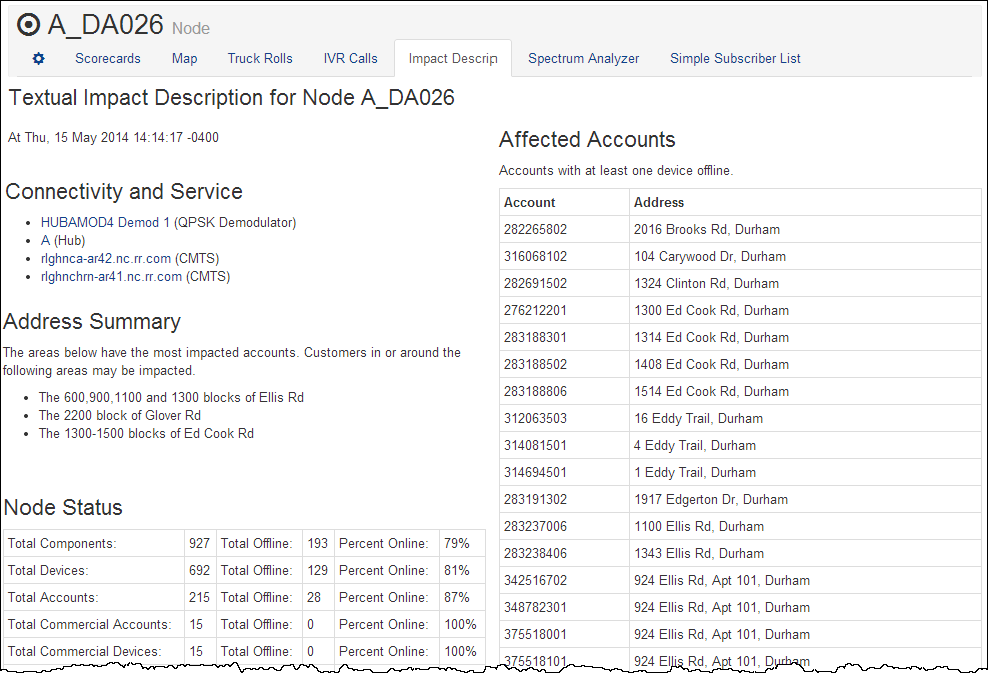 A_DA026 Node
Scorecards Map Truck Rolls IVR Calls Impact Descrip Spectrum Analyzer Simple Subscriber List
Textual Impact Description for Node A_DA026
At Thu, 15 May 2014 14:14:17 -0400
Connectivity and Service
HUBAMOD4 Demod 1 (QPSK Demodulator)
A (Hub)
rlghnca-ar42.nc.rr.com (CMTS)
rlghnchrn-ar41.nc.rr.com (CMTS)
Address Summary
The areas below have the most impacted accounts. Customers in or around the
following areas may be impacted.
The 600,900,1100 and 1300 blocks of Ellis Rd
The 2200 block of Glover Rd
The 1300-1500 blocks of Ed Cook Rd
Node Status
Total Components: 927 Total Offline: 193 Percent Online: 79%
Total Devices: 692 Total Offline: 129 Percent Online: 81%
Total Accounts: 215 Total Offline: 28 Percent Online: 87%
Total Commercial Accounts: 15 Total Offline: 0 Percent Online: 100%
Total Commercial Devices: 15 Total Offline: 0 Percent Online: 100%
Affected Accounts
Accounts with at least one device offline.
Account Address
282265802 2016 Brooks Rd, Durham
316068102 104 Carywood Dr, Durham
282691502 1324 Clinton Rd, Durham
276212201 1300 Ed Cook Rd, Durham
283188301 1314 Ed Cook Rd, Durham
283188502 1408 Ed Cook Rd, Durham
283188806 1514 Ed Cook Rd, Durham
312063503 16 Eddy Trail, Durham
314081501 4 Eddy Trail, Durham
314694501 1 Eddy Trail, Durham
283191302 1917 Edgerton Dr, Durham
283237006 1100 Ellis Rd, Durham
283238406 1343 Ellis Rd, Durham
342516702 924 Ellis Rd, Apt 101, Durham
348782301 924 Ellis Rd, Apt 101, Durham
375518001 924 Ellis Rd, Apt 101, Durham
375518101 924 Ellis Rd, Apt 101, Durham